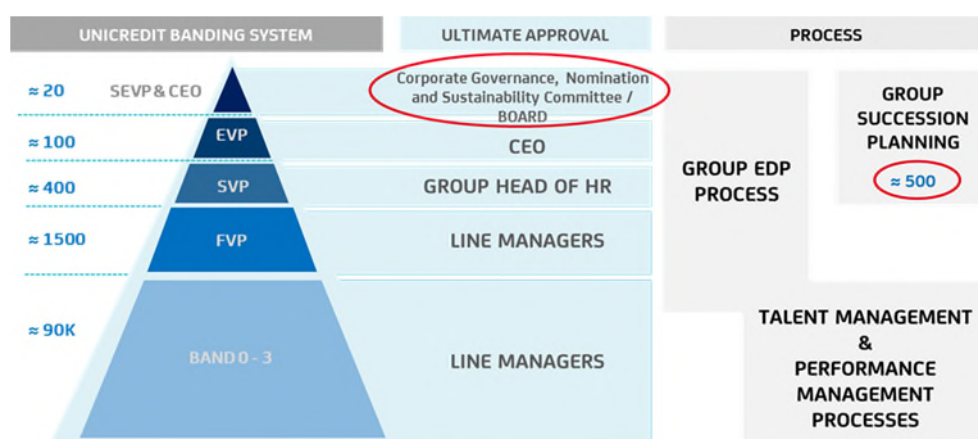 UNICREDIT BANDING SYSTEM
ULTIMATE APPROVAL
PROCESS
≈ 20
SEVP & CEO
Corporate Governance, Nomination
and Sustainability Committee /
BOARD
≈ 100
EVP
CEO
≈ 400
SVP
GROUP HEAD OF HR
≈ 1500
FVP
LINE MANAGERS
≈ 90K
BAND 0 - 3
LINE MANAGERS
GROUP EDP
PROCESS
GROUP
SUCCESSION
PLANNING
≈ 500
TALENT MANAGEMENT
&
PERFORMANCE
MANAGEMENT
PROCESSES